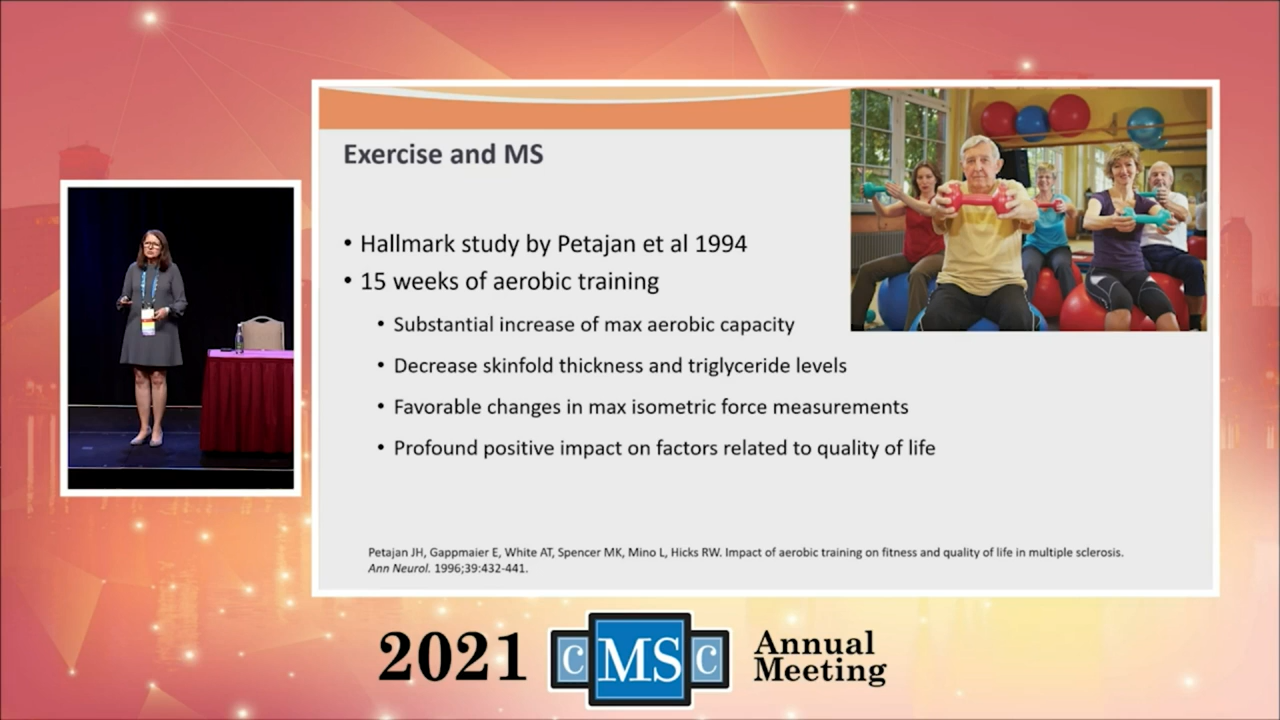 Exercise and MS
• Hallmark study by Petajan et al 1994
• 15 weeks of aerobic training
• Substantial increase of max aerobic capacity
• Decrease skinfold thickness and triglyceride levels
• Favorable changes in max isometric force measurements
• Profound positive impact on factors related to quality of life
Petajan JH, Gappmaier E, White AT, Spencer MK, Mino L, Hicks RW. Impact of aerobic training on fitness and quality of life in multiple sclerosis.
Ann Neurol. 1996;39:432-441.
2021 CMSC Annual
Meeting